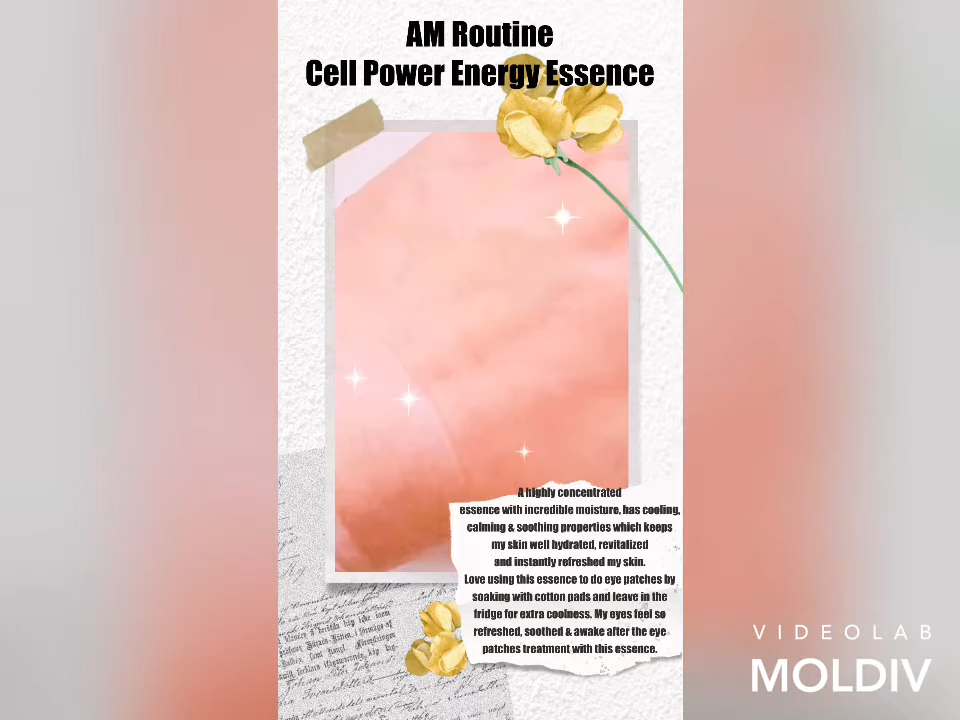 AM Routine
Cell Power Energy Essence
A highly concentrated
essence with incredible moisture, has cooling,
calming & soothing properties which keeps
my skin well hydrated, revitalized
and instantly refreshed my skin.
Love using this essence to do eye patches by
soaking with cotton pads and leave in the
fridge for extra coolness. My eyes feel so
refreshed, soothed & awake after the eye
patches treatment with this essence.
VIDEOLAB
MOLDIV